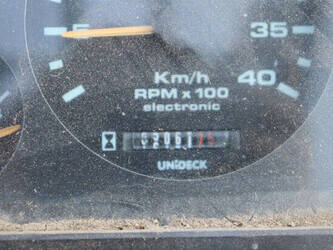 5 35
40
Km/h
RPM x 100
electronic
UNiDECK